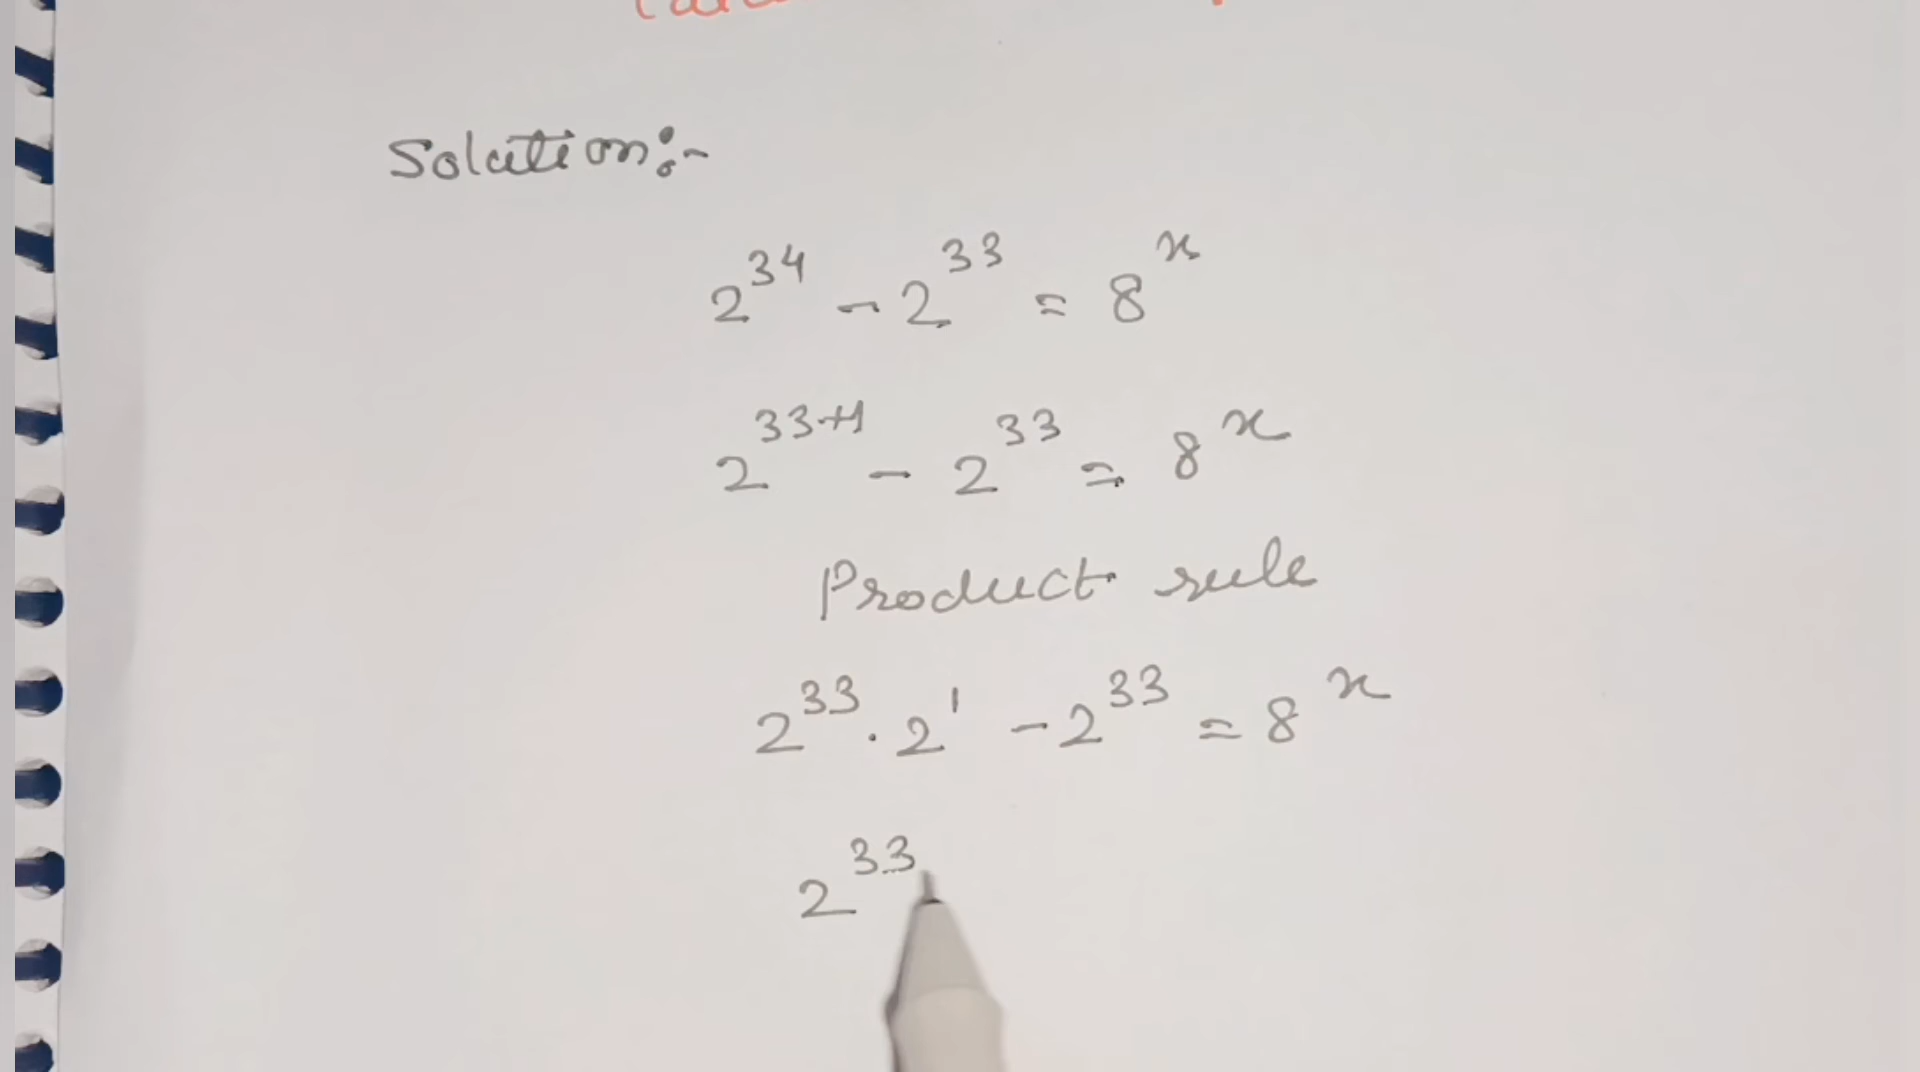 Solution:-
2^34 - 2^33 = 8^x
2^33+1 - 2^33 = 8^x
Product rule
2^33 . 2^1 - 2^33 = 8^x
2^33